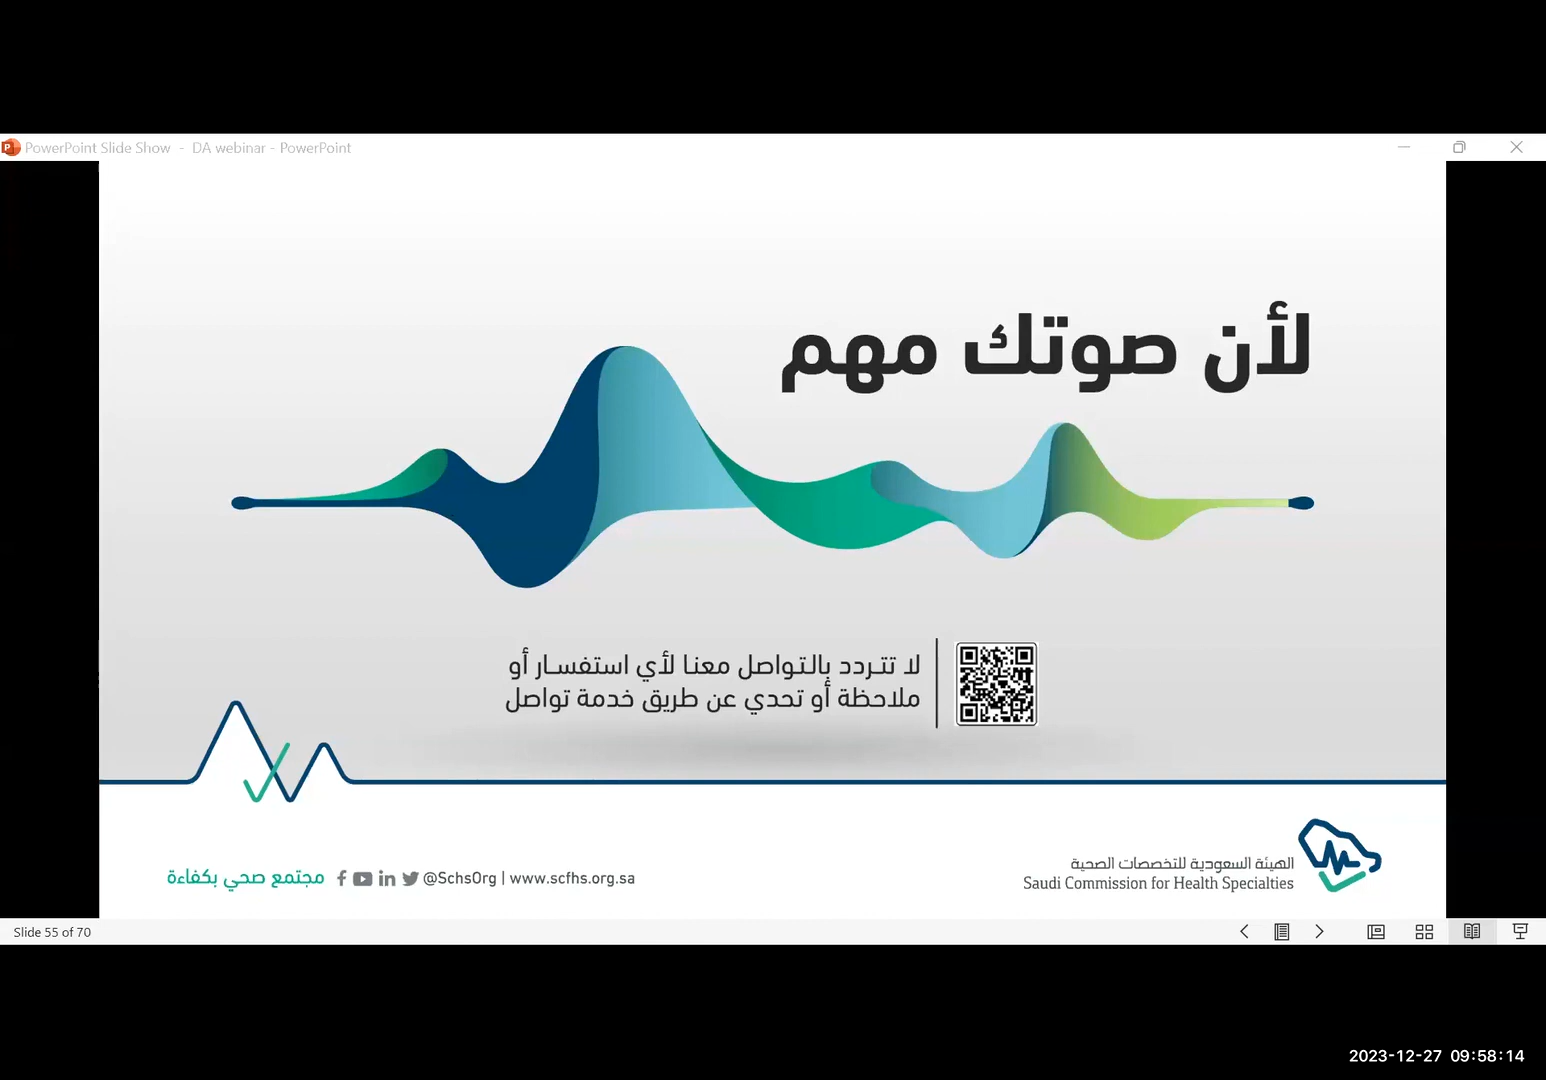 PowerPoint Slide Show - DA webinar - PowerPoint
لأن صوتك مهم
لا تتردد بالتواصل معنا لأي استفسار أو
ملاحظة أو تحدي عن طريق خدمة تواصل
الهيئة السعودية للتخصصات الصحية
Saudi Commission for Health Specialties
مجتمع صحي بكفاءة
@SchsOrg | www.scfhs.org.sa
Slide 55 of 70
2023-12-27 09:58:14